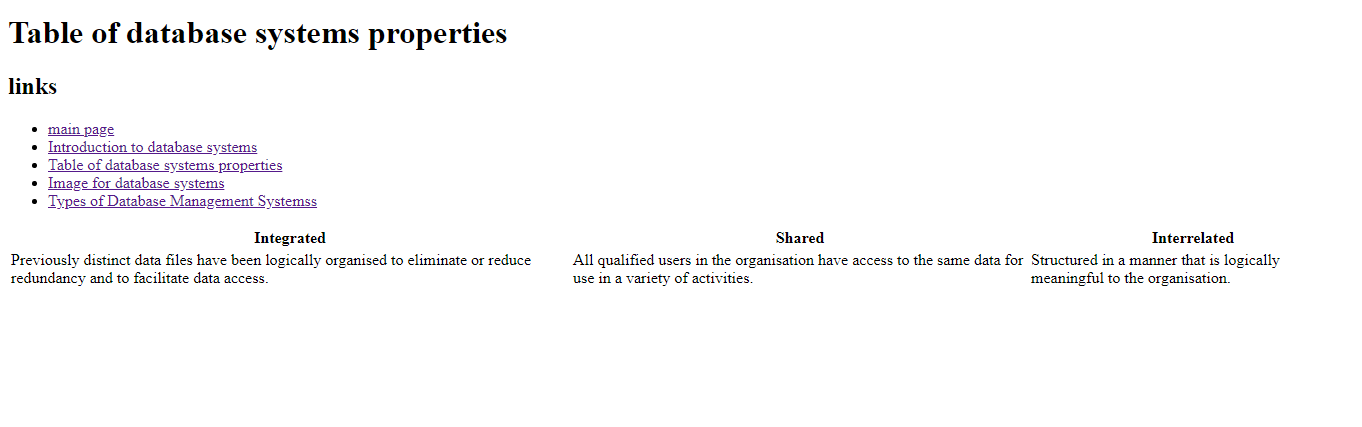 Table of database systems properties
links
main page
Introduction to database systems
Table of database systems properties
Image for database systems
Types of Database Management Systemss
Integrated Shared Interrelated
Previously distinct data files have been logically organised to eliminate or reduce
redundancy and to facilitate data access.
All qualified users in the organisation have access to the same data for
use in a variety of activities.
Structured in a manner that is logically
meaningful to the organisation.